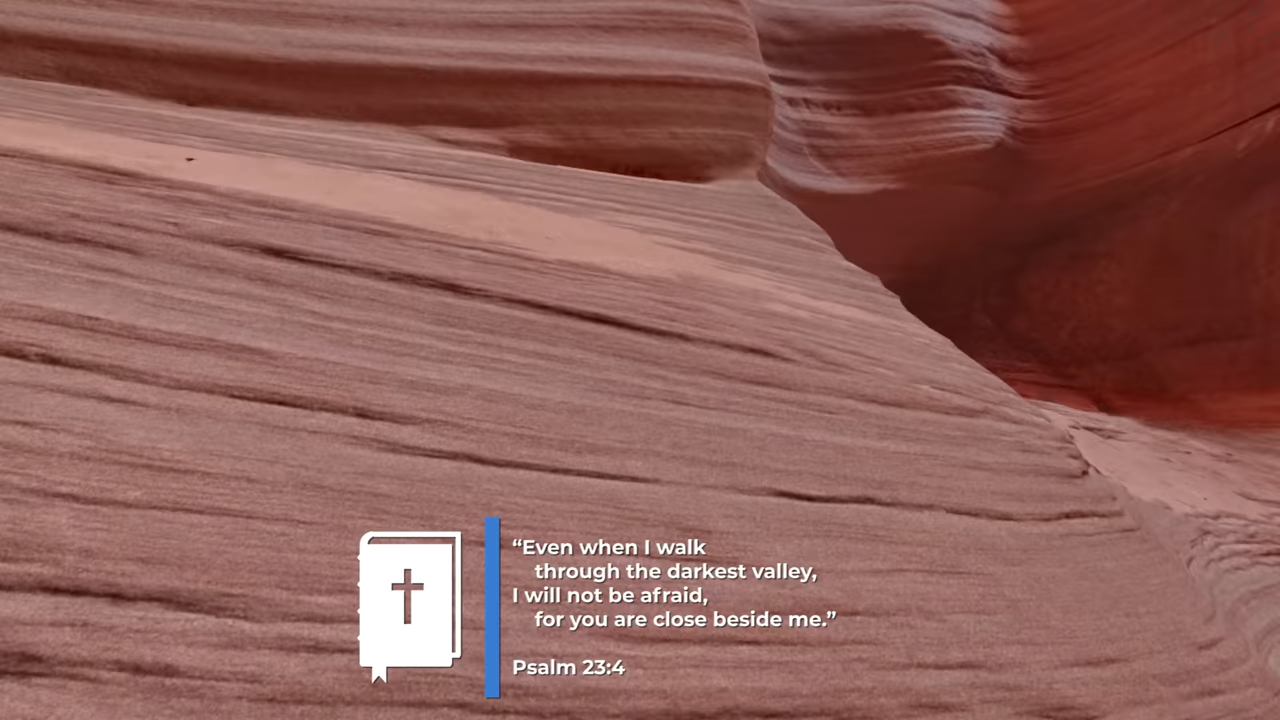 “Even when I walk
through the darkest valley,
I will not be afraid,
for you are close beside me.”
Psalm 23:4